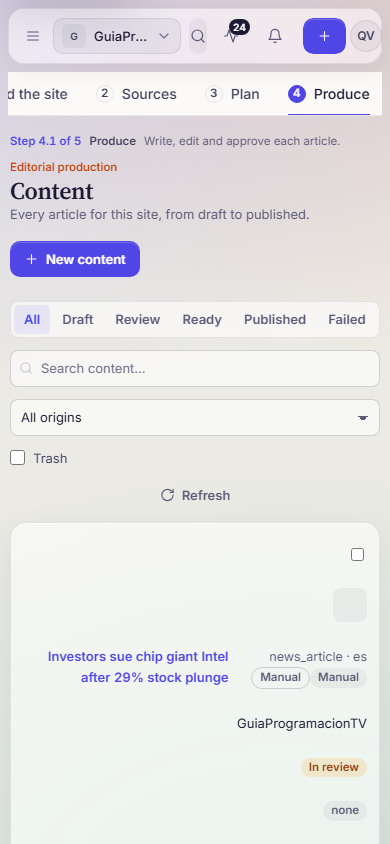 G GuiaPr... 24 QV
d the site 2 Sources 3 Plan 4 Produce
Step 4.1 of 5 Produce Write, edit and approve each article.
Editorial production
Content
Every article for this site, from draft to published.
New content
All Draft Review Ready Published Failed
Search content...
All origins
Trash
Refresh
Investors sue chip giant Intel
after 29% stock plunge
news_article · es
Manual Manual
GuiaProgramacionTV
In review
none